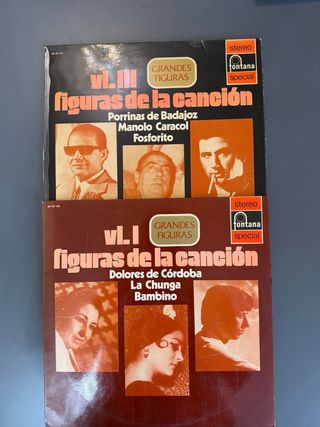 stereo
fontana
special
GRANDES
FIGURAS
vl. III
figuras de la canción
Porrinas de Badajoz
Manolo Caracol
Fosforito
stereo
fontana
special
GRANDES
FIGURAS
vl. I
figuras de la canción
Dolores de Córdoba
La Chunga
Bambino